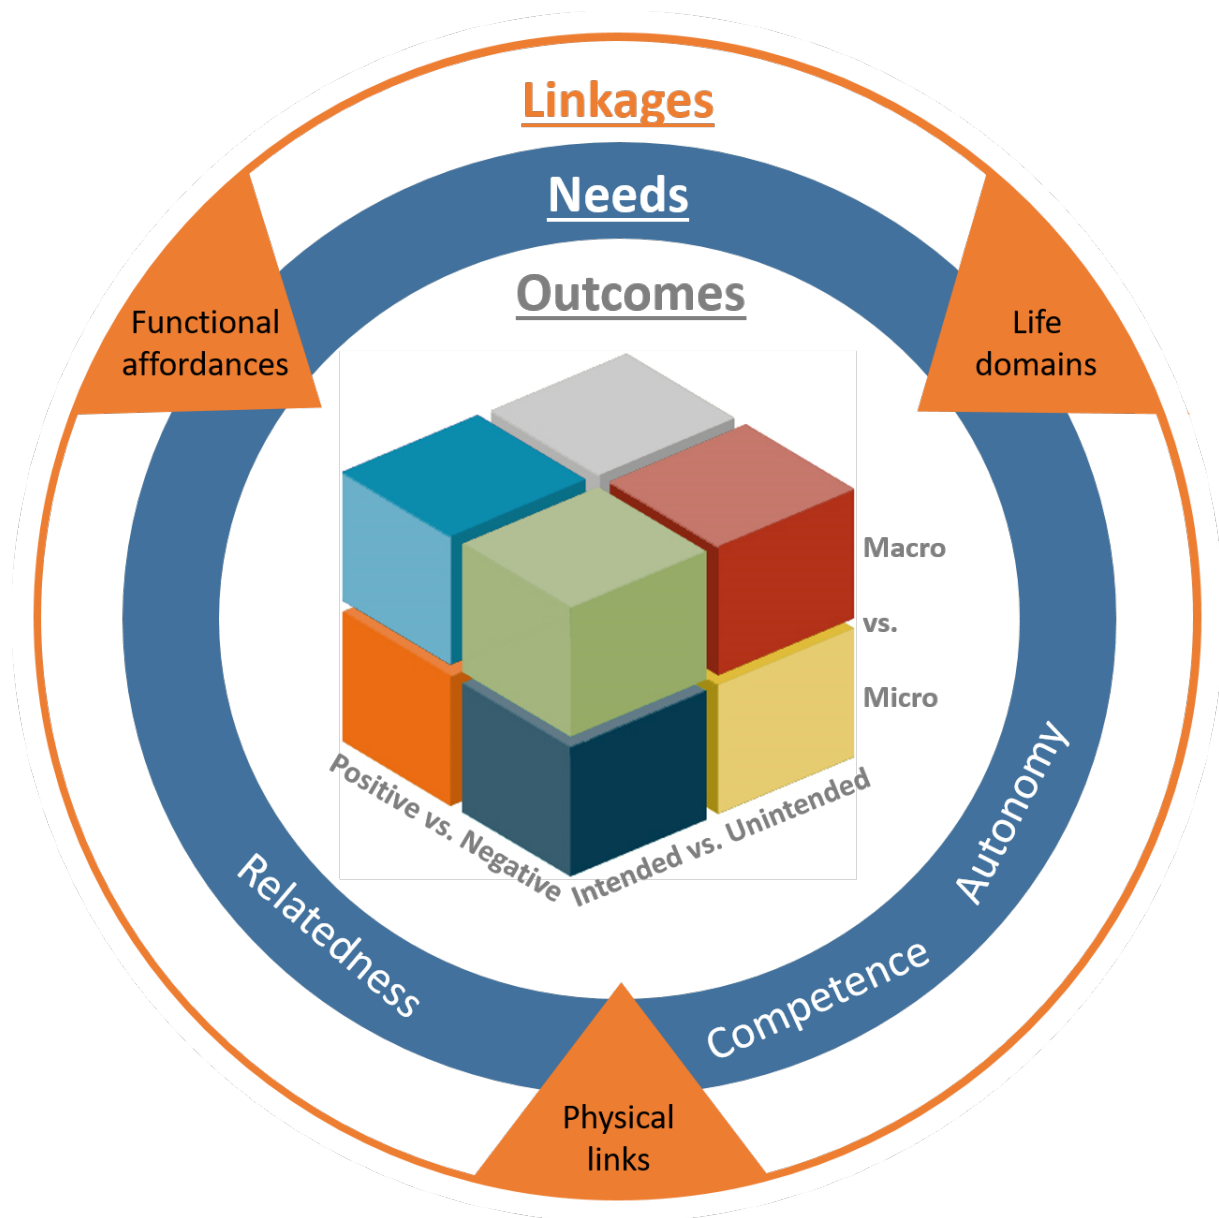 Linkages
Needs
Outcomes
Functional
affordances
Life
domains
Macro
vs.
Micro
Positive vs. Negative
Intended vs. Unintended
Relatedness
Competence
Autonomy
Physical
links